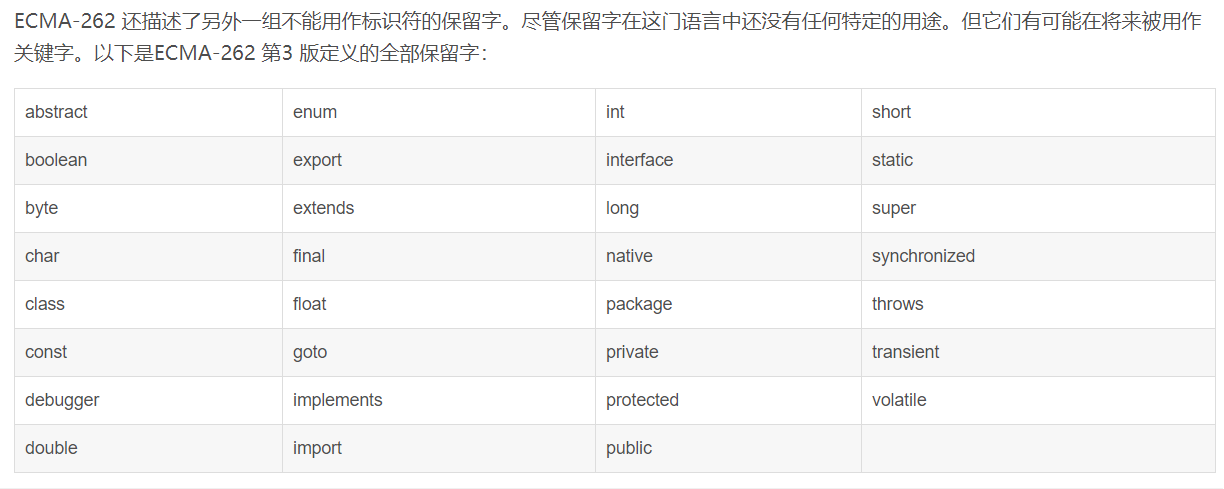 ECMA-262 还描述了另外一组不能用作标识符的保留字。尽管保留字在这门语言中还没有任何特定的用途。但它们有可能在将来被用作
关键字。以下是ECMA-262 第3 版定义的全部保留字：
abstract enum int short
boolean export interface static
byte extends long super
char final native synchronized
class float package throws
const goto private transient
debugger implements protected volatile
double import public